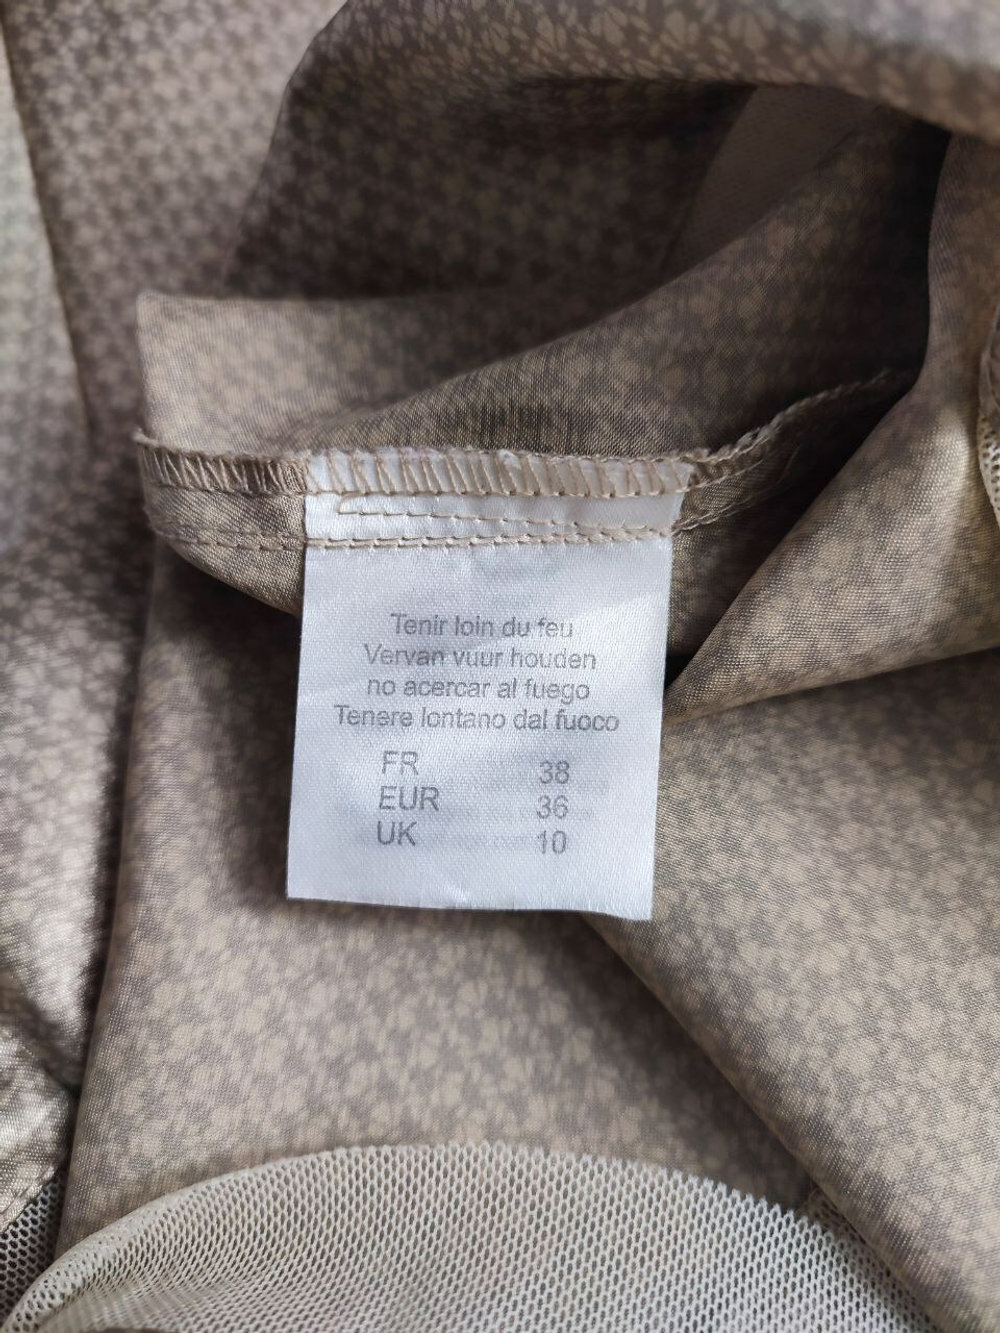 Tenir loin du feu
Vervan vuur houden
no acercar al fuego
Tenere lontano dal fuoco
FR 38
EUR 36
UK 10